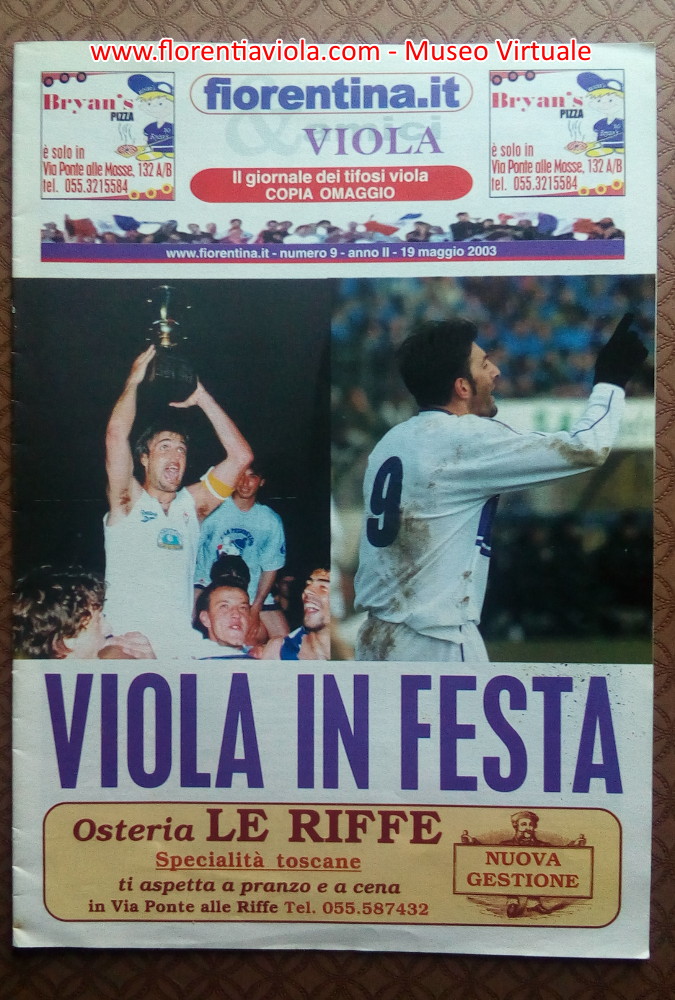 www.florentiaviola.com - Museo Virtuale
Bryan's
PIZZA
è solo in
Via Ponte alle Mosse, 132 A/B
tel. 055.3215584
fiorentina.it
& amici
VIOLA
Il giornale dei tifosi viola
COPIA OMAGGIO
Bryan's
PIZZA
è solo in
Via Ponte alle Mosse, 132 A/B
tel. 055.3215584
www.fiorentina.it - numero 9 - anno II - 19 maggio 2003
9
VIOLA IN FESTA
Osteria LE RIFFE
Specialità toscane
ti aspetta a pranzo e a cena
in Via Ponte alle Riffe Tel. 055.587432
NUOVA
GESTIONE